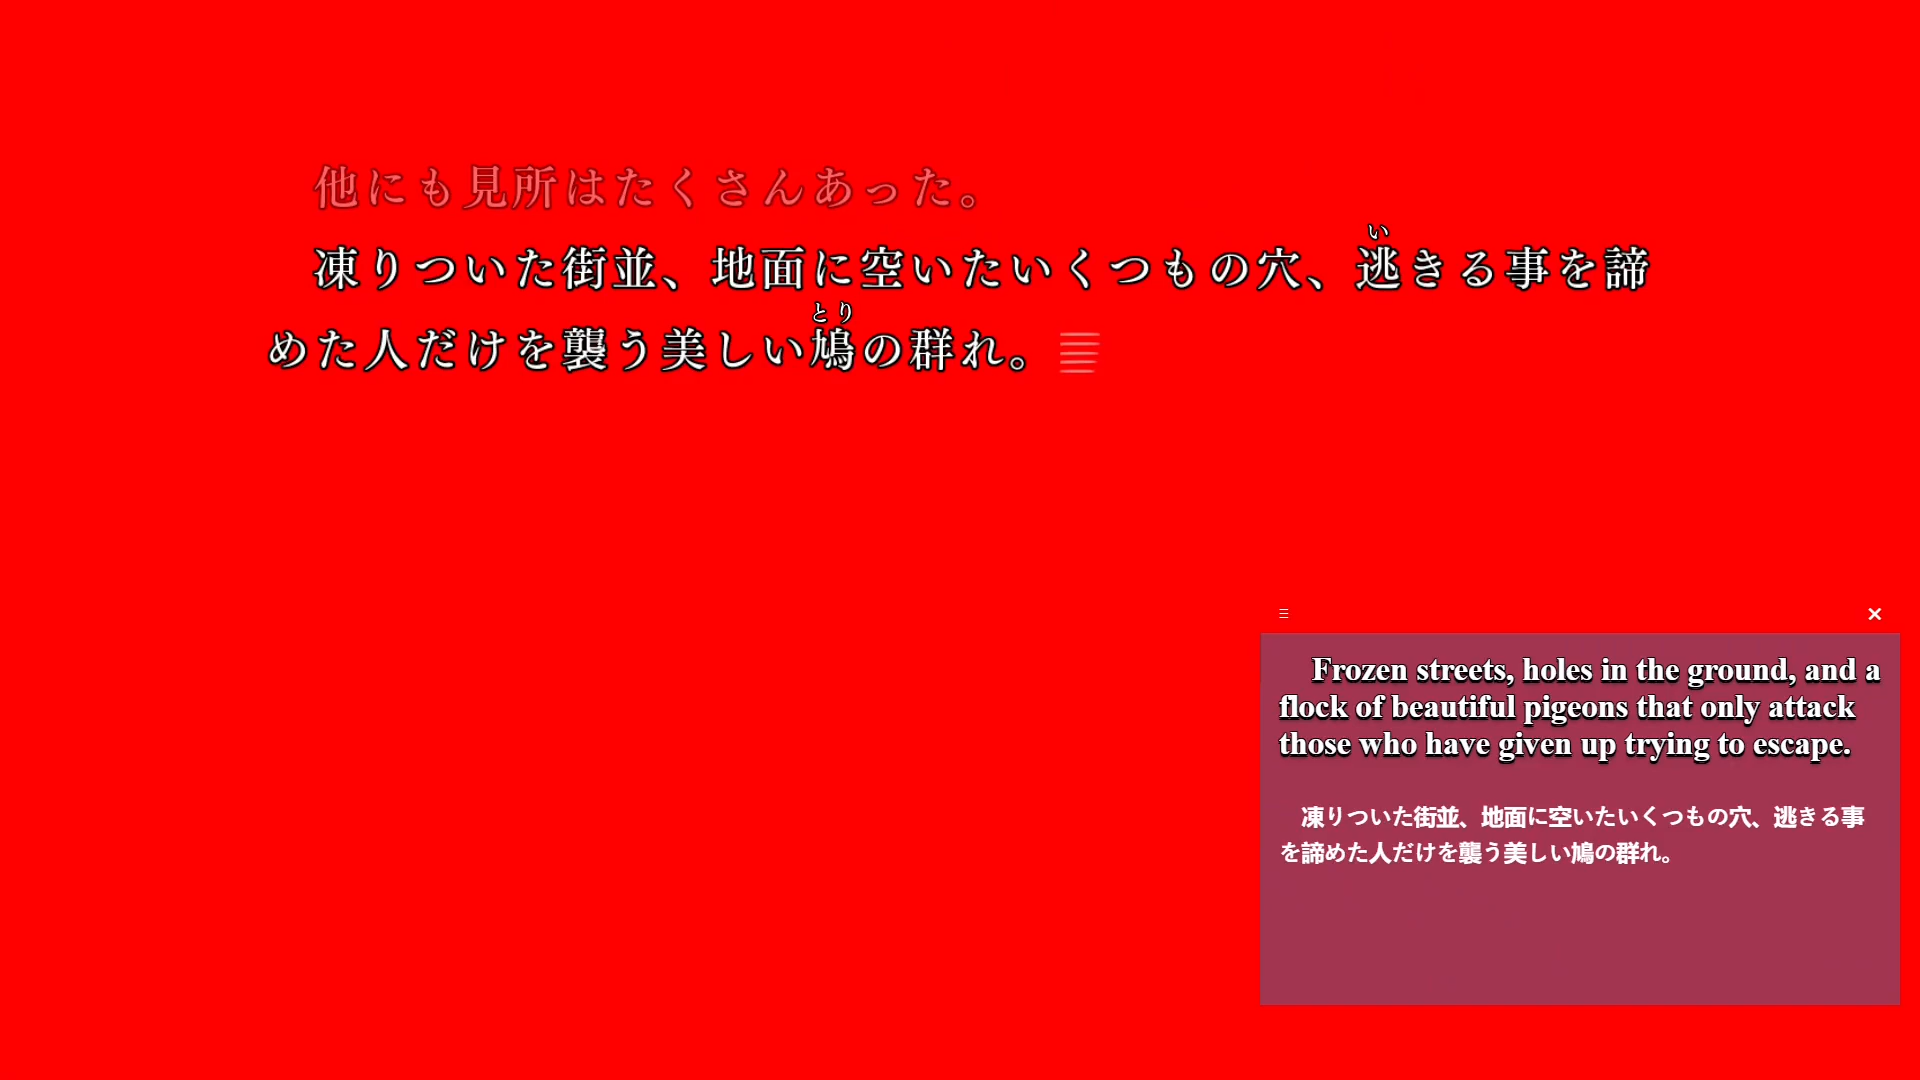 他にも見所はたくさんあった。
い
凍りついた街並、地面に空いたいくつもの穴、逃きる事を諦
とり
めた人だけを襲う美しい鳩の群れ。
Frozen streets, holes in the ground, and a
flock of beautiful pigeons that only attack
those who have given up trying to escape.
凍りついた街並、地面に空いたいくつもの穴、逃きる事
を諦めた人だけを襲う美しい鳩の群れ。